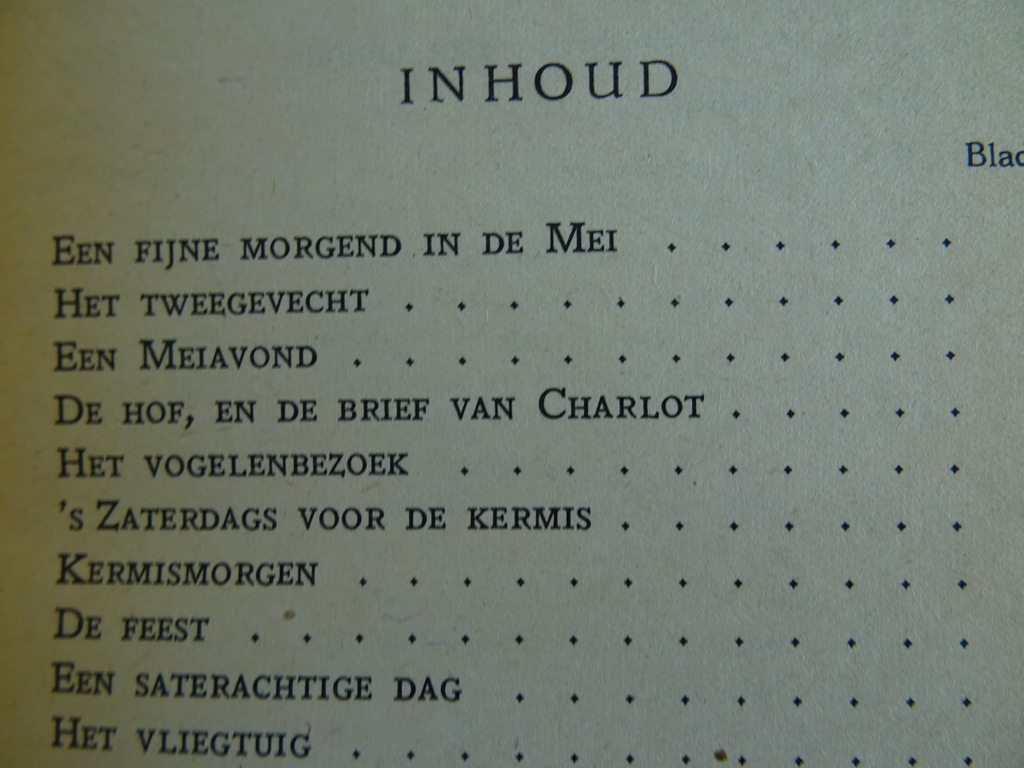 INHOUD
Blad
EEN FIJNE MORGEND IN DE MEI . . . . . .
HET TWEEGEVECHT . . . . . . . . . . .
EEN MEIAVOND . . . . . . . . . . . .
DE HOF, EN DE BRIEF VAN CHARLOT . . . . .
HET VOGELENBEZOEK . . . . . . . . . .
'S ZATERDAGS VOOR DE KERMIS . . . . . . .
KERMISMORGEN . . . . . . . . . . . .
DE FEEST . . . . . . . . . . . . . .
EEN SATERACHTIGE DAG . . . . . . . . .
HET VLIEGTUIG . . . . . . . . . . . .